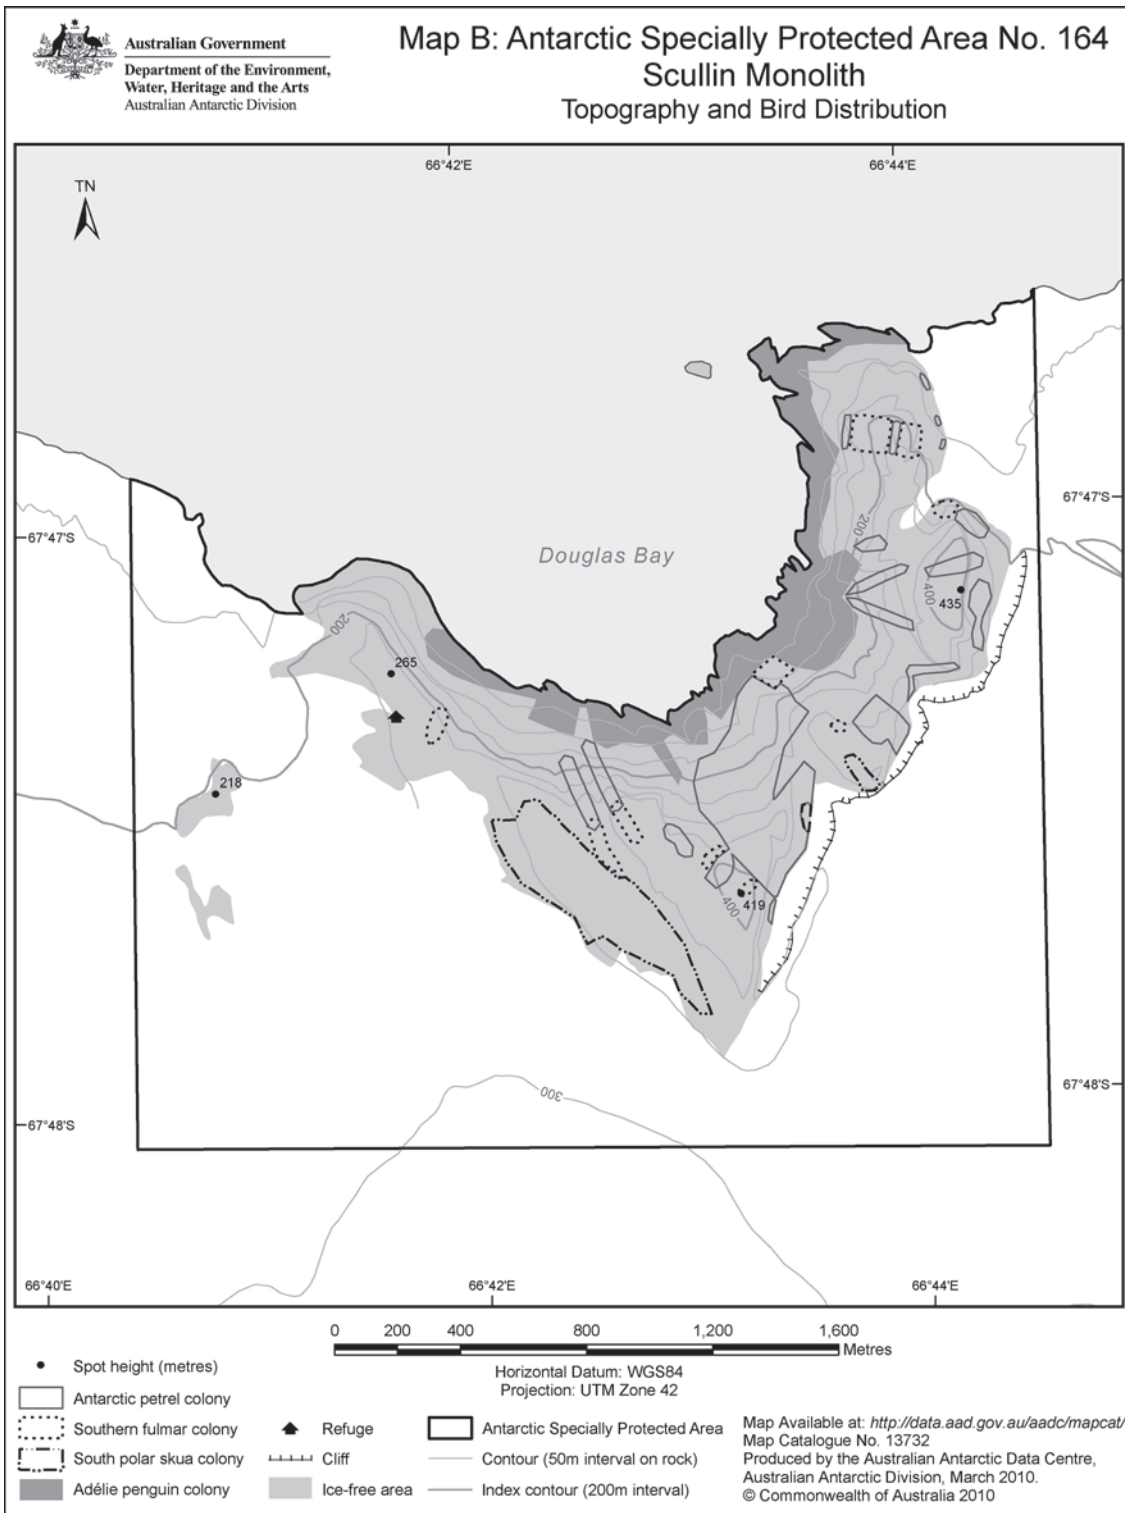 Australian Government
Department of the Environment,
Water, Heritage and the Arts
Australian Antarctic Division
Map B: Antarctic Specially Protected Area No. 164
Scullin Monolith
Topography and Bird Distribution
66°42'E
66°44'E
TN
67°47'S
67°47'S
Douglas Bay
200
400
435
200
265
218
419
400
300
67°48'S
67°48'S
66°40'E
66°42'E
66°44'E
0 200 400 800 1,200 1,600
Metres
Horizontal Datum: WGS84
Projection: UTM Zone 42
Spot height (metres)
Antarctic petrel colony
Southern fulmar colony
South polar skua colony
Adélie penguin colony
Refuge
Cliff
Ice-free area
Antarctic Specially Protected Area
Contour (50m interval on rock)
Index contour (200m interval)
Map Available at: http://data.aad.gov.au/aadc/mapcat/
Map Catalogue No. 13732
Produced by the Australian Antarctic Data Centre,
Australian Antarctic Division, March 2010.
© Commonwealth of Australia 2010